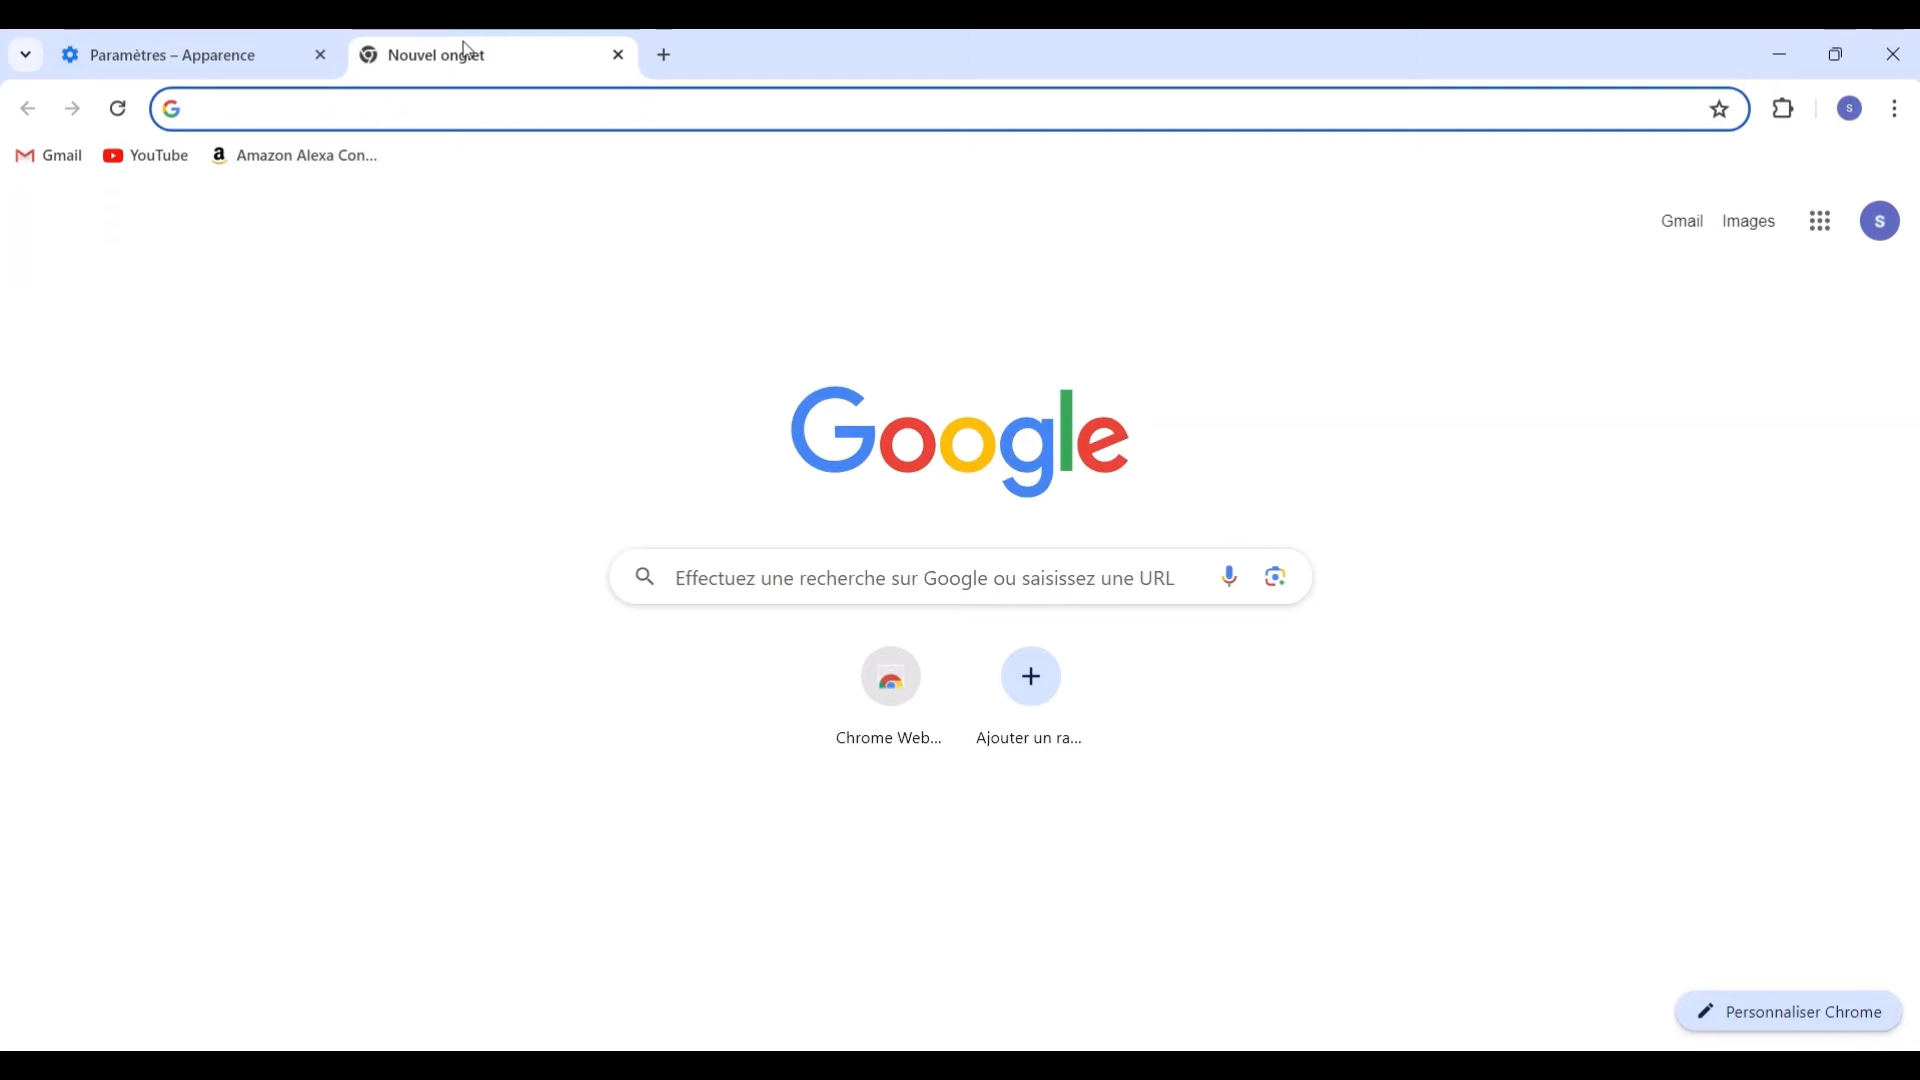 Paramètres – Apparence
Nouvel onglet
Gmail YouTube Amazon Alexa Con...
Gmail Images S
Google
Effectuez une recherche sur Google ou saisissez une URL
Chrome Web... Ajouter un ra...
Personnaliser Chrome